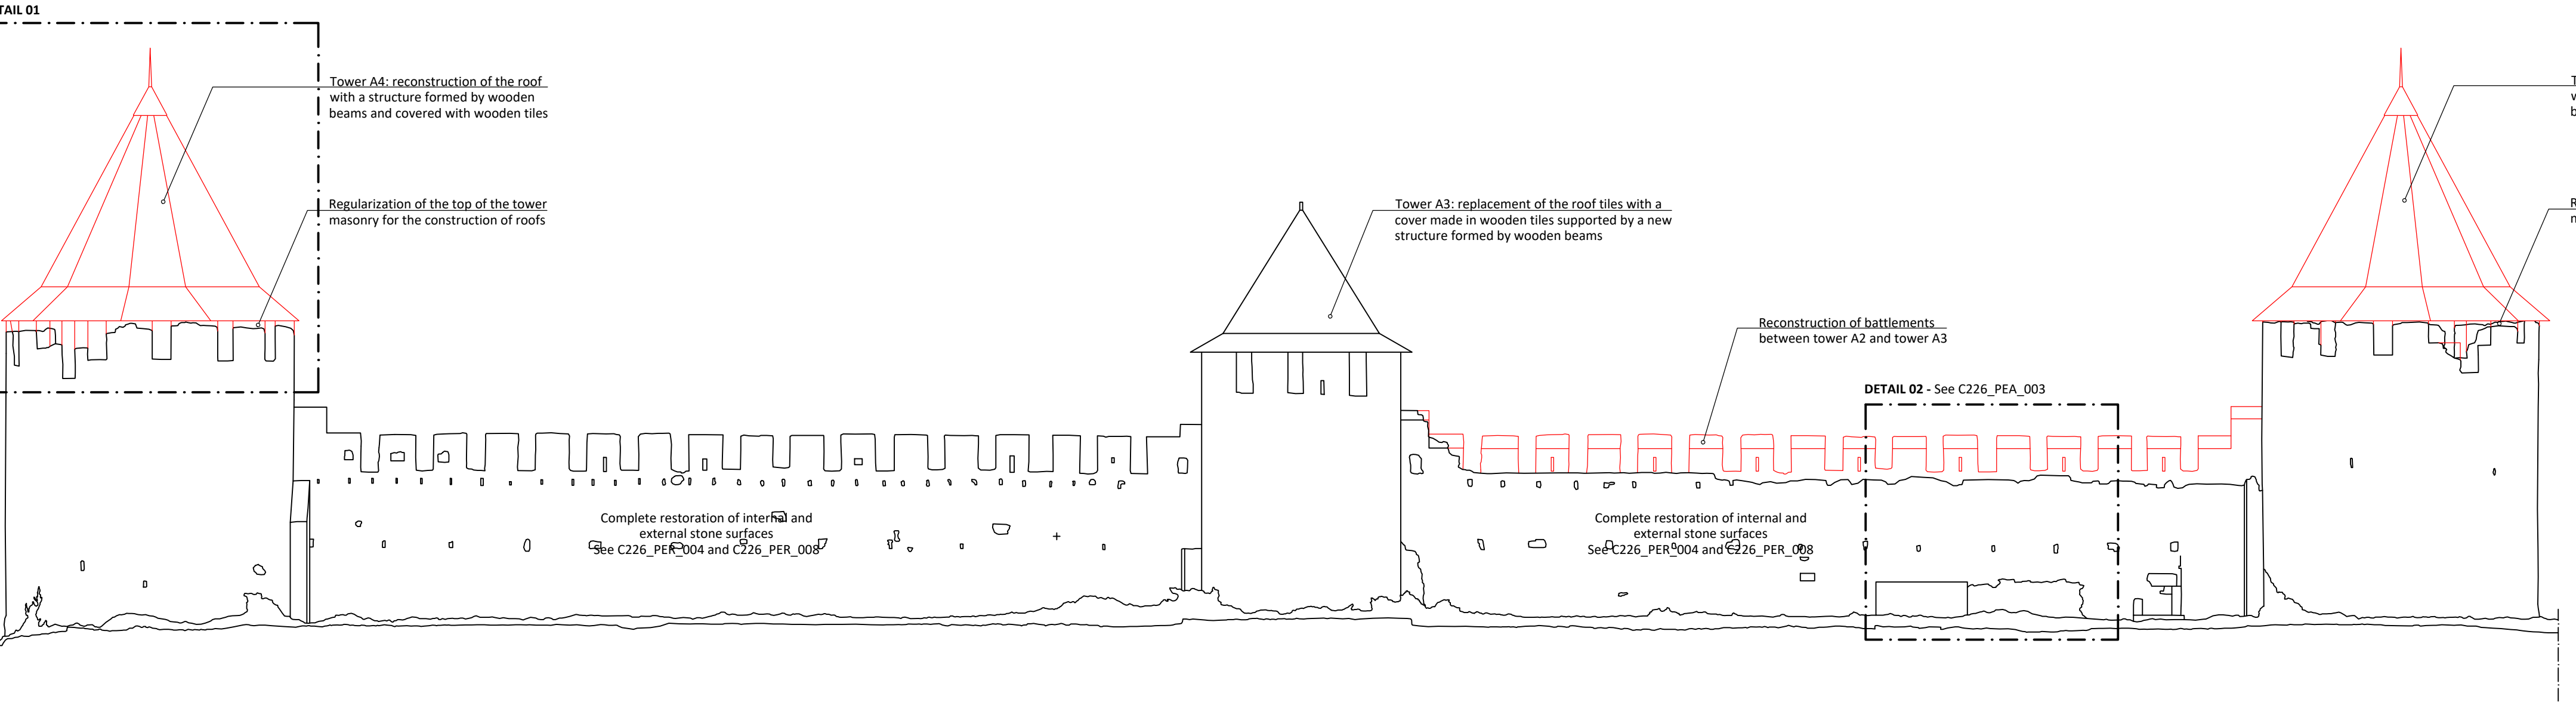 TAIL 01
Tower A4: reconstruction of the roof
with a structure formed by wooden
beams and covered with wooden tiles
Regularization of the top of the tower
masonry for the construction of roofs
Tower A3: replacement of the roof tiles with a
cover made in wooden tiles supported by a new
structure formed by wooden beams
Reconstruction of battlements
between tower A2 and tower A3
DETAIL 02 - See C226_PEA_003
Complete restoration of internal and
external stone surfaces
See C226_PER_004 and C226_PER_008
Complete restoration of internal and
external stone surfaces
See C226_PER_004 and C226_PER_008